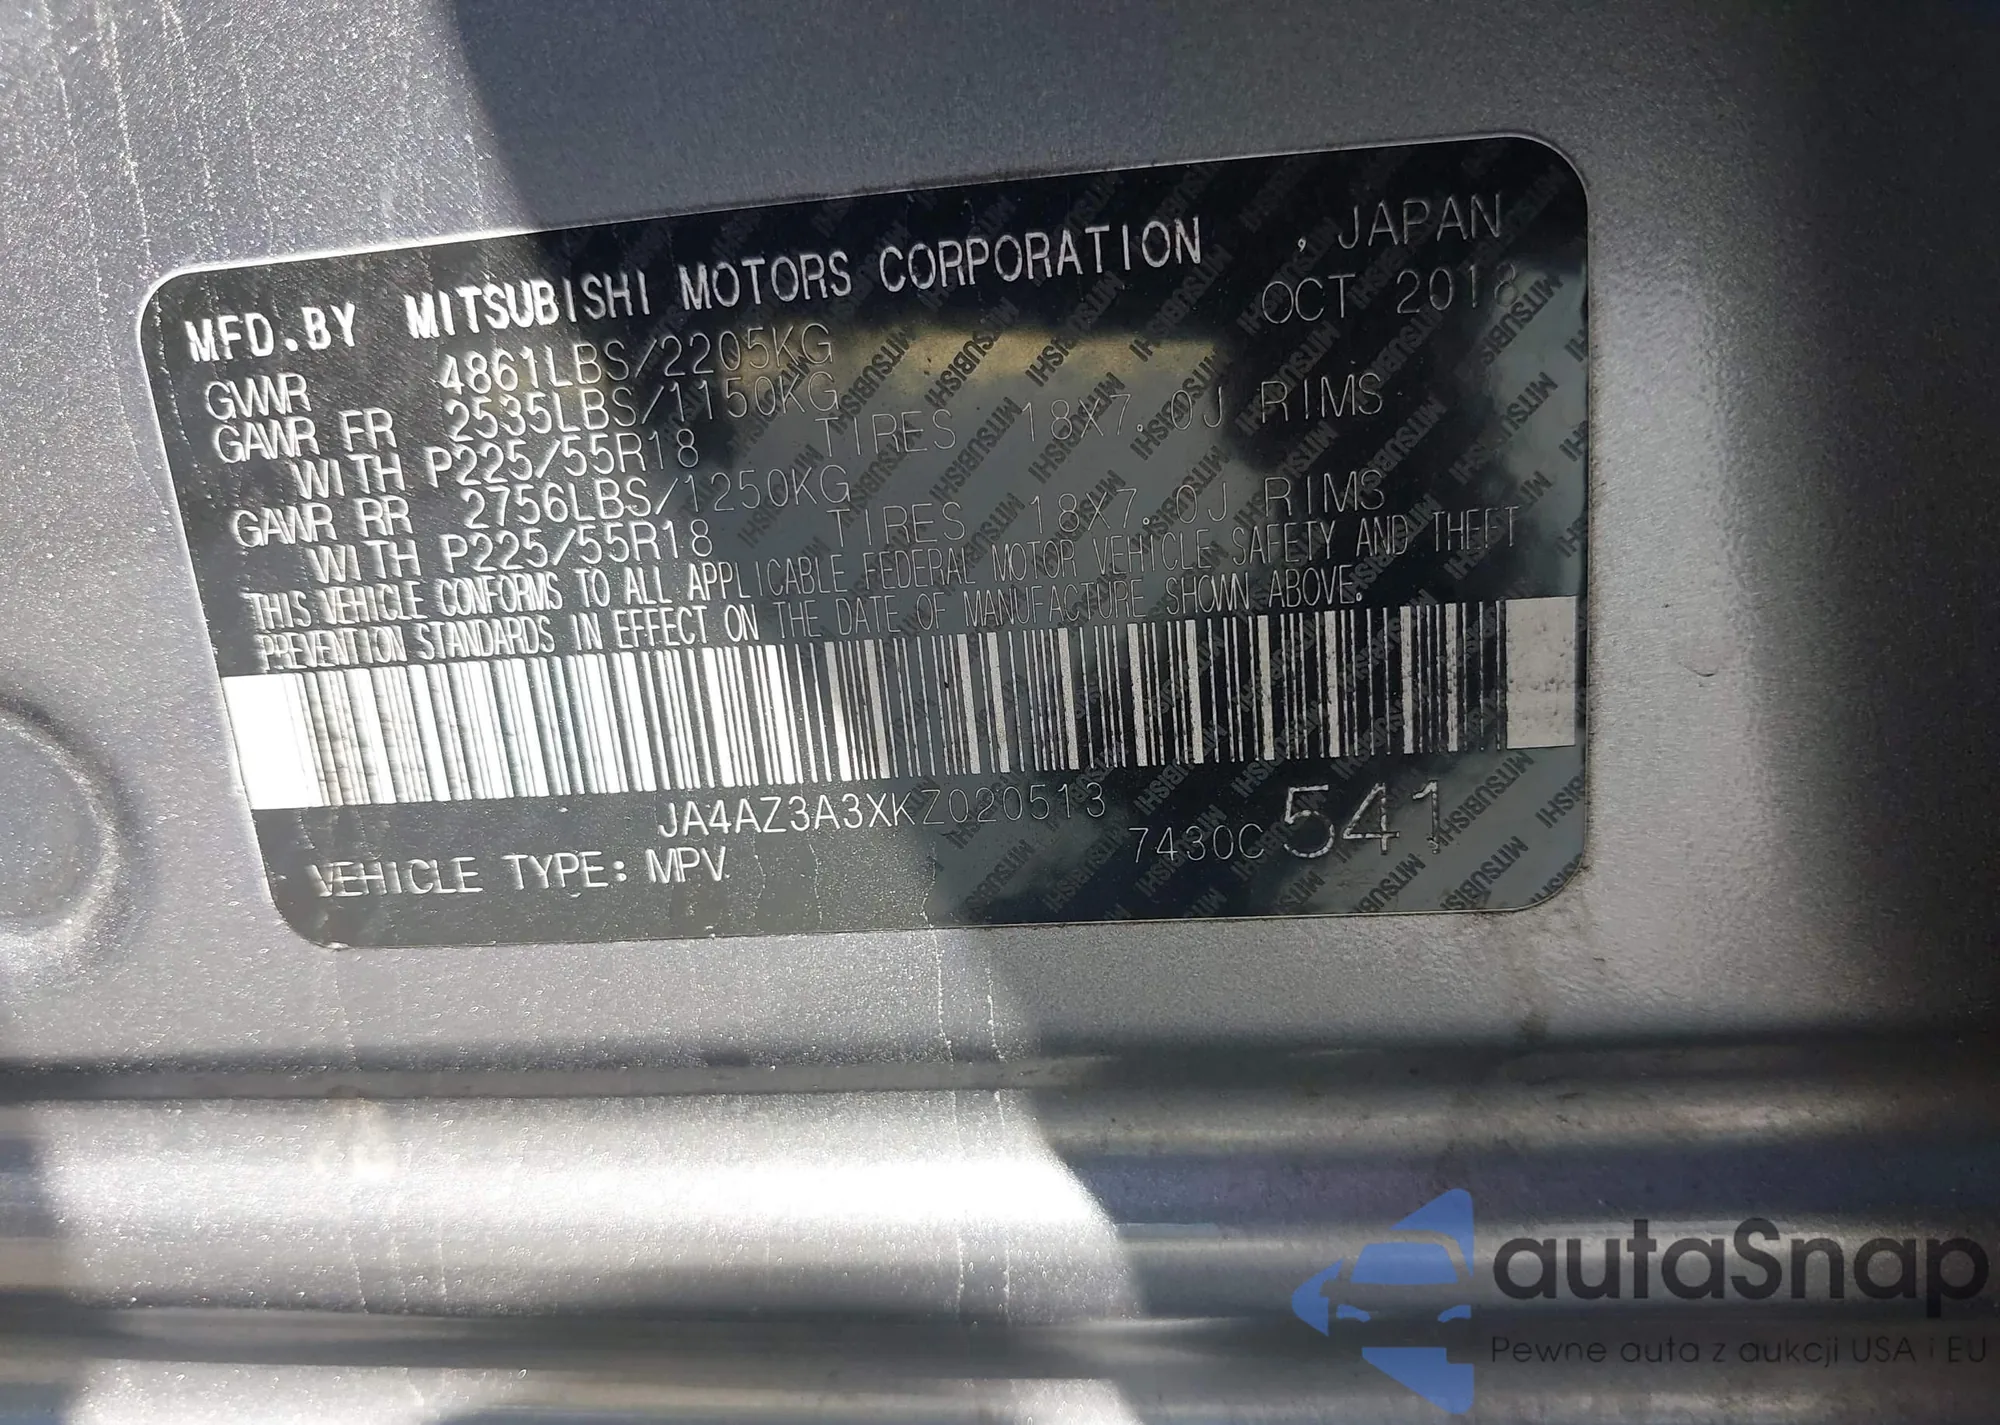 MFD.BY MITSUBISHI MOTORS CORPORATION , JAPAN
OCT 2018
GVWR 4861LBS/2205KG
GAWR FR 2535LBS/1150KG
WITH P225/55R18 TIRES 18X7.0J RIMS
GAWR RR 2756LBS/1250KG
WITH P225/55R18 TIRES 18X7.0J RIMS
THIS VEHICLE CONFORMS TO ALL APPLICABLE FEDERAL MOTOR VEHICLE SAFETY AND THEFT
PREVENTION STANDARDS IN EFFECT ON THE DATE OF MANUFACTURE SHOWN ABOVE.
JA4AZ3A3XKZ020513
7430C 541
VEHICLE TYPE: MPV
autaSnap
Pewne auta z aukcji USA i EU